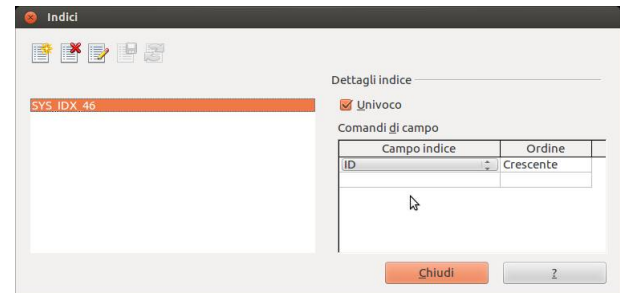 Indici
Dettagli indice
SYS_IDX_46
Univoco
Comandi di campo
Campo indice Ordine
ID Crescente
Chiudi ?